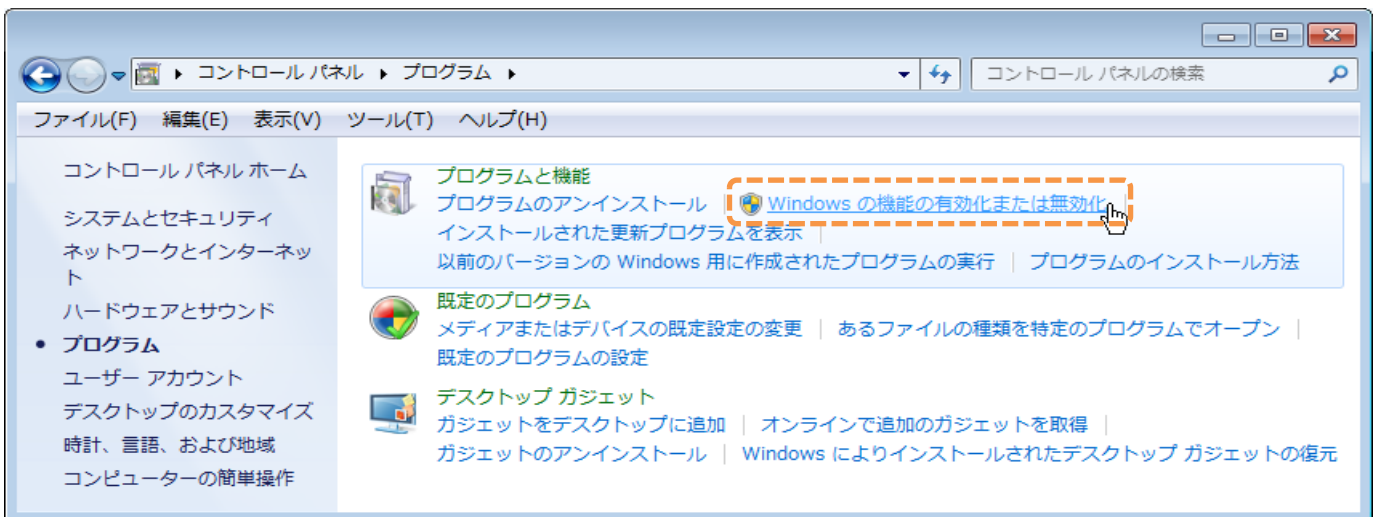 コントロール パネル ▸ プログラム ▸
コントロール パネルの検索
ファイル(F) 編集(E) 表示(V) ツール(T) ヘルプ(H)
コントロール パネル ホーム
システムとセキュリティ
ネットワークとインターネッ
ト
ハードウェアとサウンド
• プログラム
ユーザー アカウント
デスクトップのカスタマイズ
時計、言語、および地域
コンピューターの簡単操作
プログラムと機能
プログラムのアンインストール | Windows の機能の有効化または無効化
インストールされた更新プログラムを表示 |
以前のバージョンの Windows 用に作成されたプログラムの実行 | プログラムのインストール方法
既定のプログラム
メディアまたはデバイスの既定設定の変更 | あるファイルの種類を特定のプログラムでオープン |
既定のプログラムの設定
デスクトップ ガジェット
ガジェットをデスクトップに追加 | オンラインで追加のガジェットを取得 |
ガジェットのアンインストール | Windows によりインストールされたデスクトップ ガジェットの復元